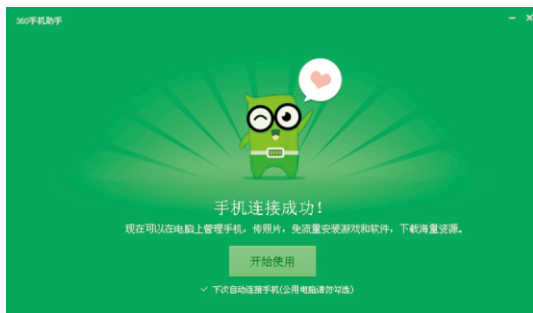 360手机助手
手机连接成功！
现在可以在电脑上管理手机，传照片，免流量安装游戏和软件，下载海量资源。
开始使用
下次自动连接手机(公用电脑请勿勾选)